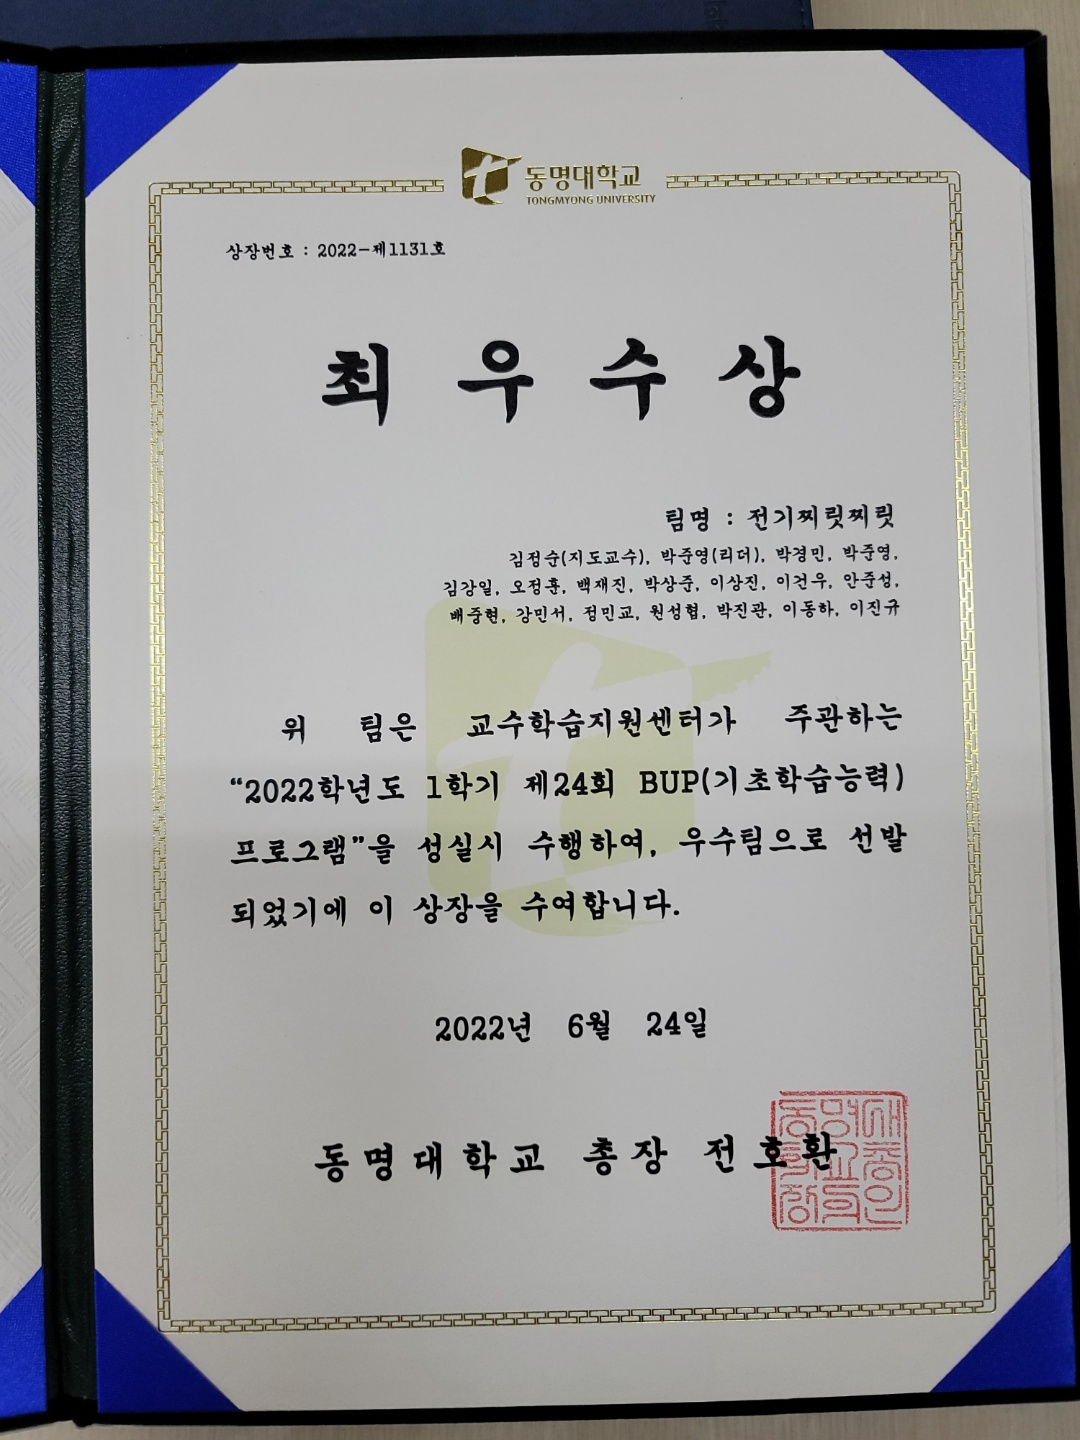 동명대학교
TONGMYONG UNIVERSITY
상장번호 : 2022-제1131호
최우수상
팀명 : 전기찌릿찌릿
김정순(지도교수), 박준영(리더), 박경민, 박준영,
김강일, 오정훈, 백재진, 박상준, 이상진, 이건우, 안준성,
배중현, 강민서, 정민교, 원성협, 박진관, 이동하, 이진규
위 팀은 교수학습지원센터가 주관하는
“2022학년도 1학기 제24회 BUP(기초학습능력)
프로그램”을 성실시 수행하여, 우수팀으로 선발
되었기에 이 상장을 수여합니다.
2022년 6월 24일
동명대학교 총장 전호환